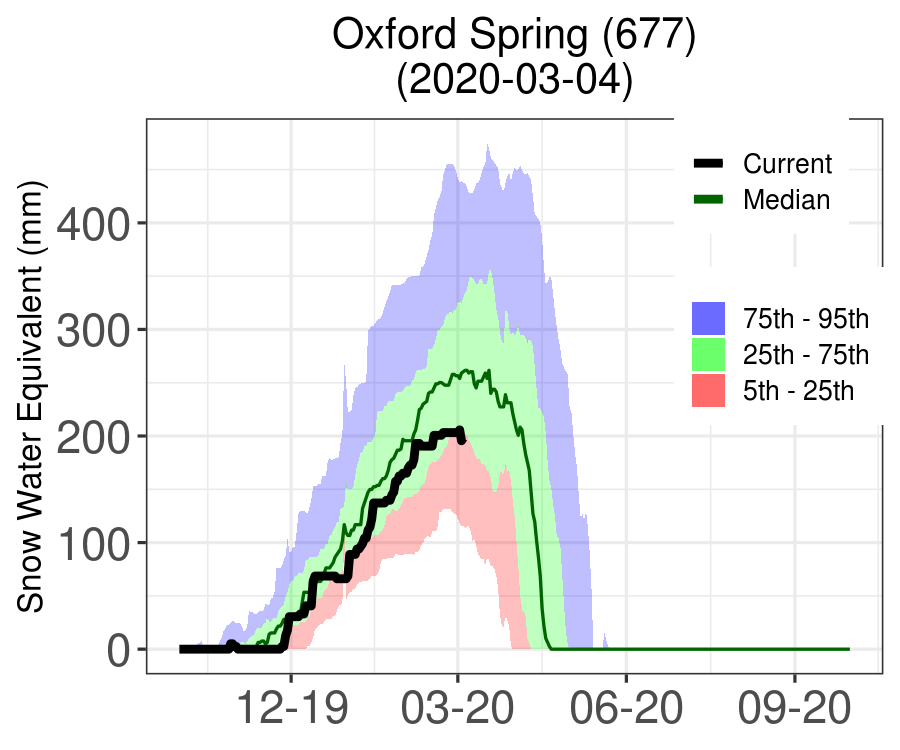 Oxford Spring (677)
(2020-03-04)
Snow Water Equivalent (mm)
400
300
200
100
0
12-19
03-20
06-20
09-20
Current
Median
75th - 95th
25th - 75th
5th - 25th